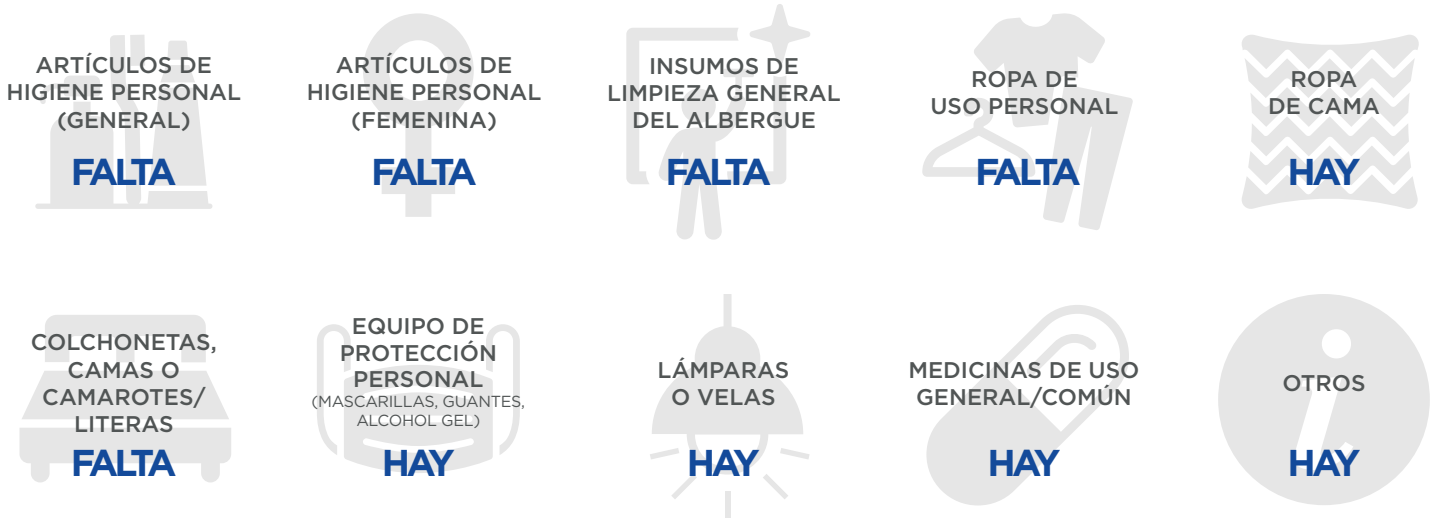 ARTÍCULOS DE
HIGIENE PERSONAL
(GENERAL)
FALTA
ARTÍCULOS DE
HIGIENE PERSONAL
(FEMENINA)
FALTA
INSUMOS DE
LIMPIEZA GENERAL
DEL ALBERGUE
FALTA
ROPA DE
USO PERSONAL
FALTA
ROPA
DE CAMA
HAY
COLCHONETAS,
CAMAS O
CAMAROTES/
LITERAS
FALTA
EQUIPO DE
PROTECCIÓN
PERSONAL
(MASCARILLAS, GUANTES,
ALCOHOL GEL)
HAY
LÁMPARAS
O VELAS
HAY
MEDICINAS DE USO
GENERAL/COMÚN
HAY
OTROS
HAY